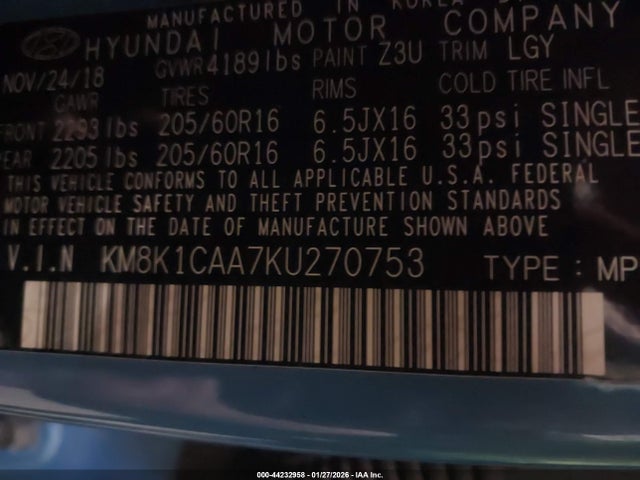 MANUFACTURED IN KOREA BY
HYUNDAI MOTOR COMPANY
NOV/24/18 GVWR 4189lbs PAINT Z3U TRIM LGY
GAWR TIRES RIMS COLD TIRE INFL
FRONT 2293 lbs 205/60R16 6.5JX16 33psi SINGLE
REAR 2205 lbs 205/60R16 6.5JX16 33psi SINGLE
THIS VEHICLE CONFORMS TO ALL APPLICABLE U.S.A. FEDERAL
MOTOR VEHICLE SAFETY AND THEFT PREVENTION STANDARDS
IN EFFECT ON THE DATE OF MANUFACTURE SHOWN ABOVE
V.I.N KM8K1CAA7KU270753 TYPE : MP
000-44232958 - 01/27/2026 - IAA Inc.